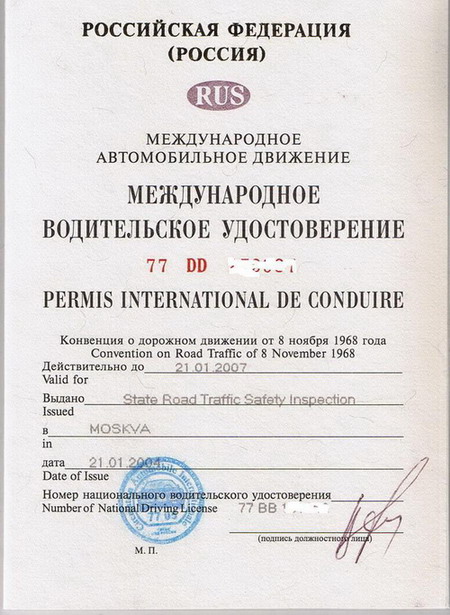 РОССИЙСКАЯ ФЕДЕРАЦИЯ
(РОССИЯ)
RUS
МЕЖДУНАРОДНОЕ
АВТОМОБИЛЬНОЕ ДВИЖЕНИЕ
МЕЖДУНАРОДНОЕ
ВОДИТЕЛЬСКОЕ УДОСТОВЕРЕНИЕ
77 DD
PERMIS INTERNATIONAL DE CONDUIRE
Конвенция о дорожном движении от 8 ноября 1968 года
Convention on Road Traffic of 8 November 1968
Действительно до 21.01.2007
Valid for
Выдано State Road Traffic Safety Inspection
Issued
в MOSKVA
in
дата 21.01.2004
Date of Issue
Номер национального водительского удостоверения
Number of National Driving License 77 BB
(подпись должностного лица)
М. П.